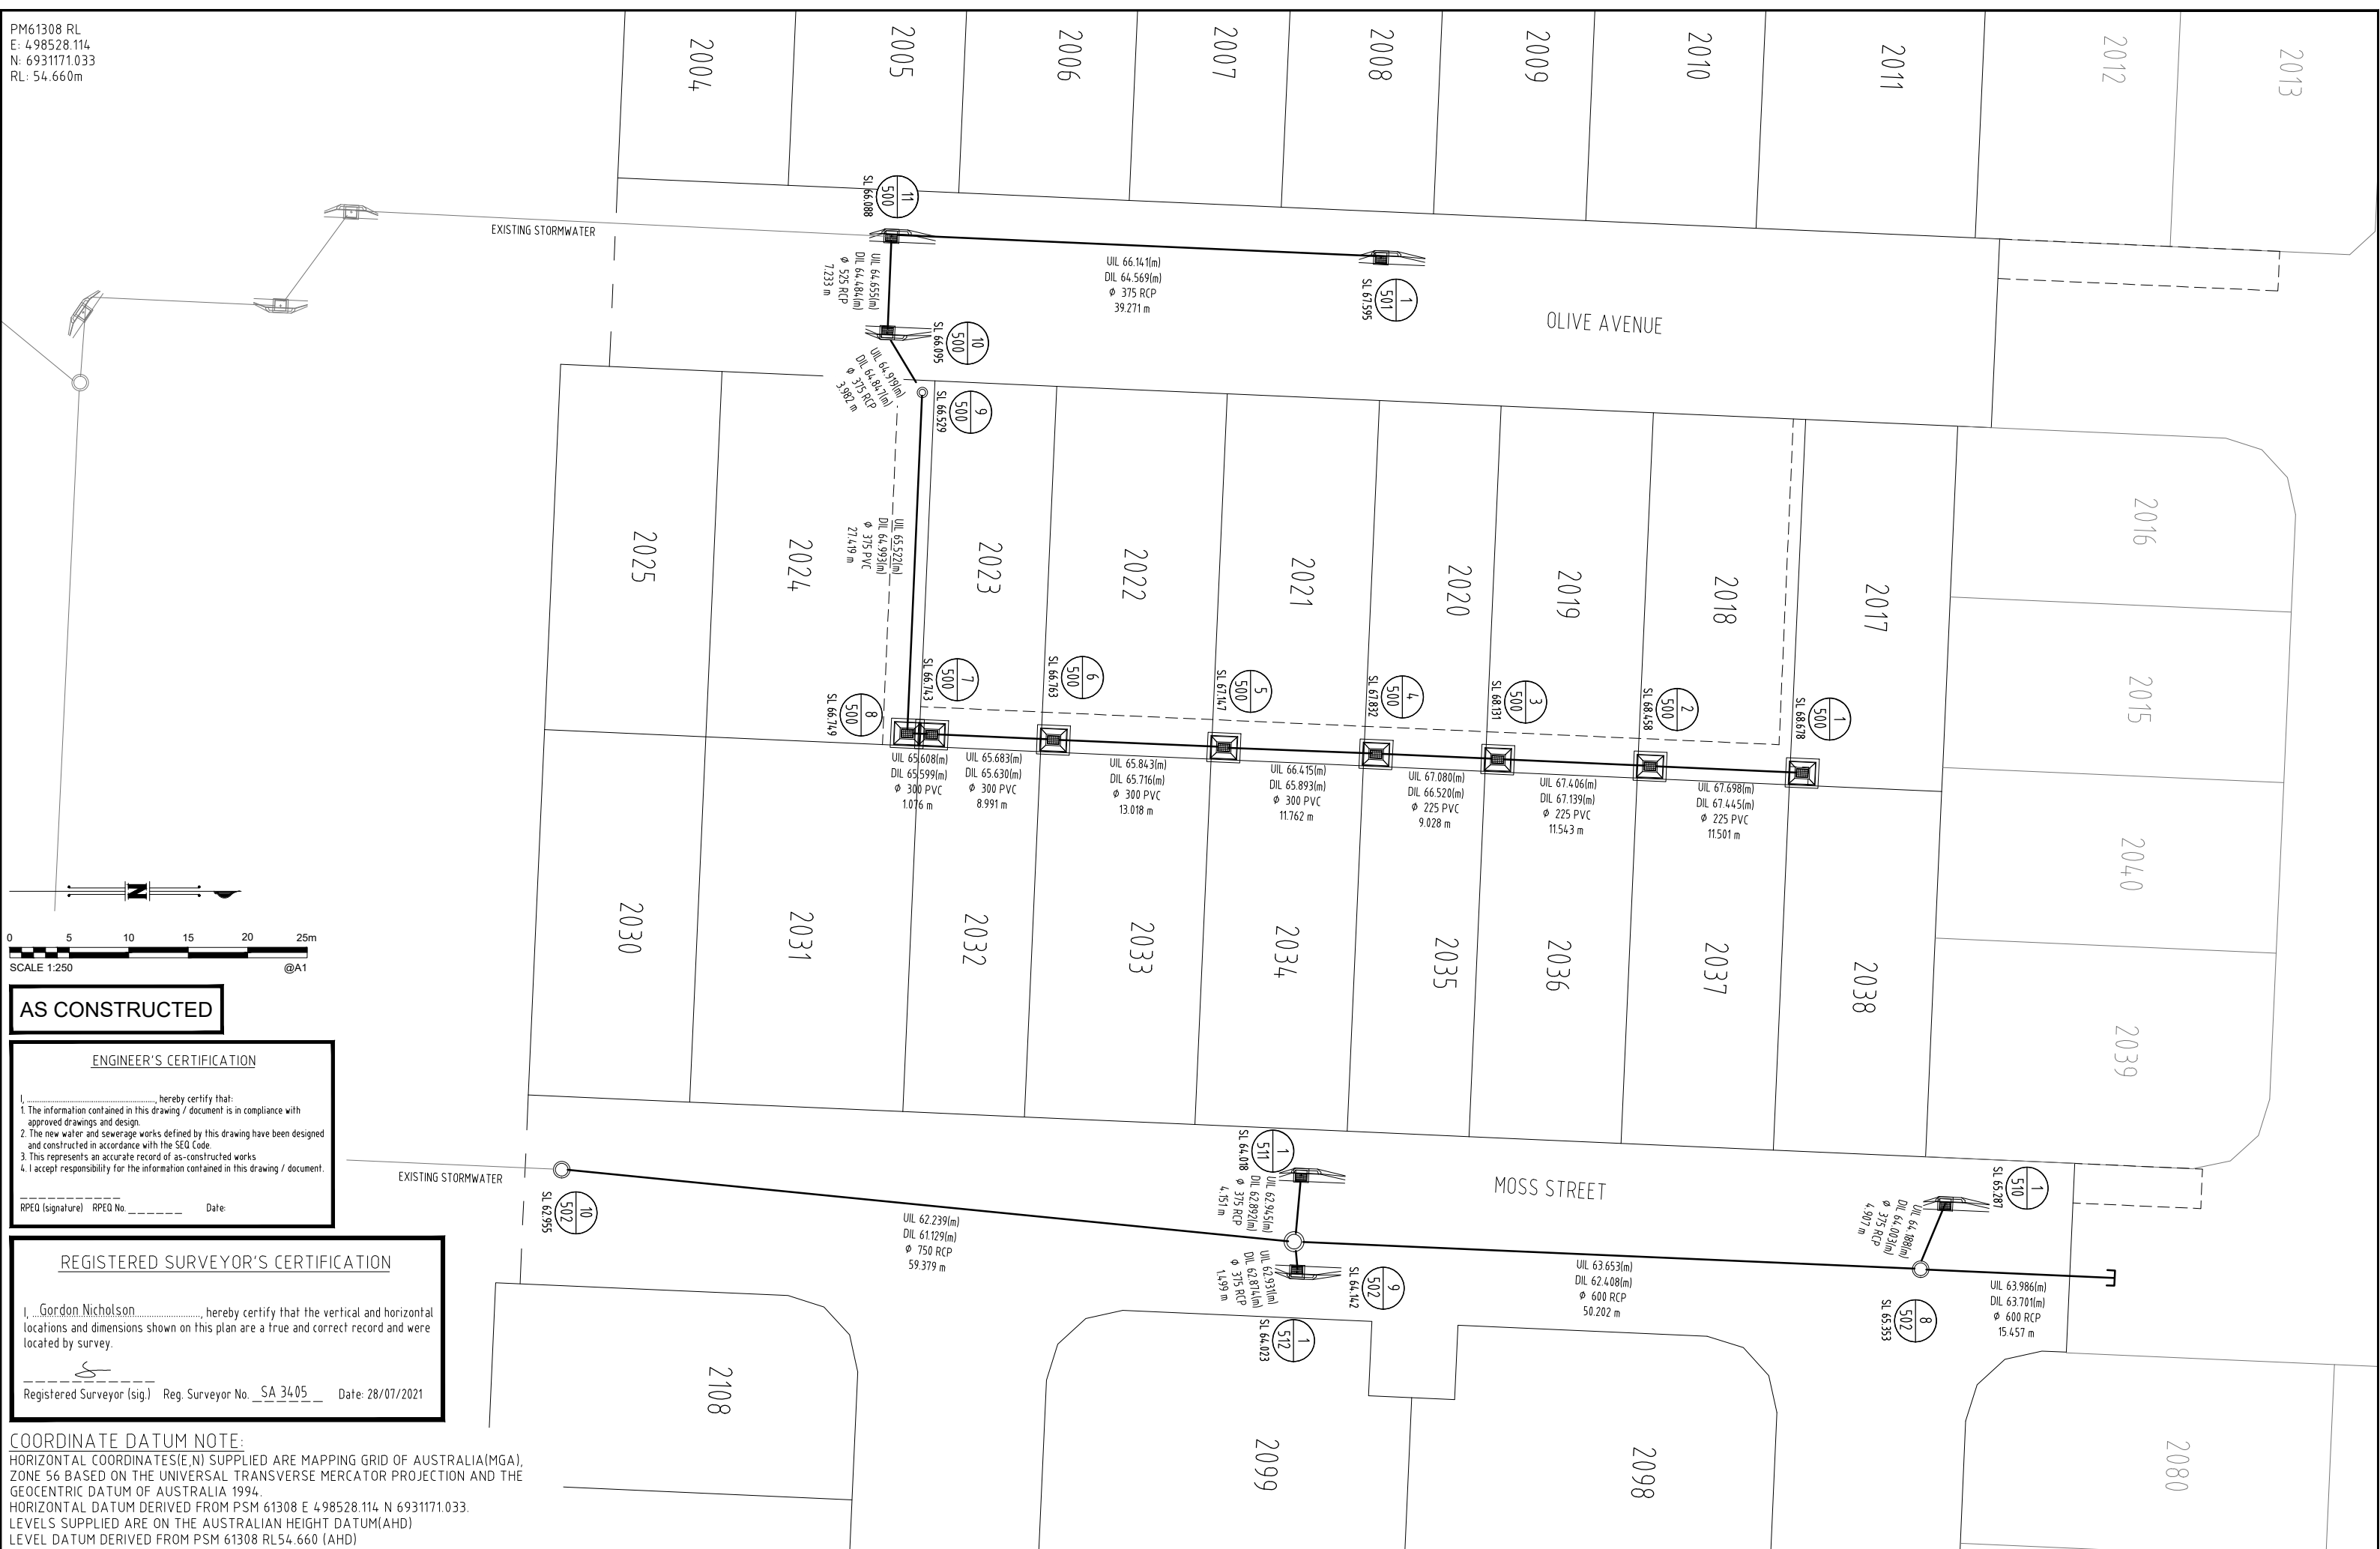 PM61308 RL
E: 498528.114
N: 6931171.033
RL: 54.660m
2004
2005
2006
2007
2008
2009
2010
2011
2012
2013
11
500
SL 66.088
EXISTING STORMWATER
UIL 64.655(m)
DIL 64.484(m)
ϕ 525 RCP
7.233 m
UIL 66.141(m)
DIL 64.569(m)
ϕ 375 RCP
39.271 m
1
501
SL 67.595
OLIVE AVENUE
10
500
SL 66.095
UIL 64.919(m)
DIL 64.847(m)
ϕ 375 RCP
3.982 m
9
500
SL 66.529
UIL 65.522(m)
DIL 64.993(m)
ϕ 375 PVC
27.419 m
2025
2024
2023
2022
2021
2020
2019
2018
2017
2016
2015
2040
2039
8
500
SL 66.749
7
500
SL 66.743
6
500
SL 66.763
5
500
SL 67.147
4
500
SL 67.832
3
500
SL 68.131
2
500
SL 68.458
1
500
SL 68.678
UIL 65.608(m)
DIL 65.599(m)
ϕ 300 PVC
1.076 m
UIL 65.683(m)
DIL 65.630(m)
ϕ 300 PVC
8.991 m
UIL 65.843(m)
DIL 65.716(m)
ϕ 300 PVC
13.018 m
UIL 66.415(m)
DIL 65.893(m)
ϕ 300 PVC
11.762 m
UIL 67.080(m)
DIL 66.520(m)
ϕ 225 PVC
9.028 m
UIL 67.406(m)
DIL 67.139(m)
ϕ 225 PVC
11.543 m
UIL 67.698(m)
DIL 67.445(m)
ϕ 225 PVC
11.501 m
2030
2031
2032
2033
2034
2035
2036
2037
2038
N
0 5 10 15 20 25m
SCALE 1:250 @A1
AS CONSTRUCTED
ENGINEER'S CERTIFICATION
I, ............, hereby certify that:
1. The information contained in this drawing / document is in compliance with
approved drawings and design.
2. The new water and sewerage works defined by this drawing have been designed
and constructed in accordance with the SEQ Code.
3. This represents an accurate record of as-constructed works
4. I accept responsibility for the information contained in this drawing / document.
RPEQ (signature) RPEQ No. ______ Date:
EXISTING STORMWATER
10
502
SL 62.955
UIL 62.239(m)
DIL 61.129(m)
ϕ 750 RCP
59.379 m
1
511
SL 64.018
UIL 62.945(m)
DIL 62.892(m)
ϕ 375 RCP
4.151 m
MOSS STREET
UIL 62.931(m)
DIL 62.874(m)
ϕ 375 RCP
1.499 m
9
502
SL 64.142
1
512
SL 64.023
UIL 63.653(m)
DIL 62.408(m)
ϕ 600 RCP
50.202 m
1
510
SL 65.287
UIL 64.188(m)
DIL 64.003(m)
ϕ 375 RCP
4.907 m
8
502
SL 65.353
UIL 63.986(m)
DIL 63.701(m)
ϕ 600 RCP
15.457 m
REGISTERED SURVEYOR'S CERTIFICATION
I, ..Gordon Nicholson............, hereby certify that the vertical and horizontal
locations and dimensions shown on this plan are a true and correct record and were
located by survey.
Registered Surveyor (sig.) Reg. Surveyor No. SA 3405 Date: 28/07/2021
2108
2099
2098
2080
COORDINATE DATUM NOTE:
HORIZONTAL COORDINATES(E,N) SUPPLIED ARE MAPPING GRID OF AUSTRALIA(MGA),
ZONE 56 BASED ON THE UNIVERSAL TRANSVERSE MERCATOR PROJECTION AND THE
GEOCENTRIC DATUM OF AUSTRALIA 1994.
HORIZONTAL DATUM DERIVED FROM PSM 61308 E 498528.114 N 6931171.033.
LEVELS SUPPLIED ARE ON THE AUSTRALIAN HEIGHT DATUM(AHD)
LEVEL DATUM DERIVED FROM PSM 61308 RL54.660 (AHD)